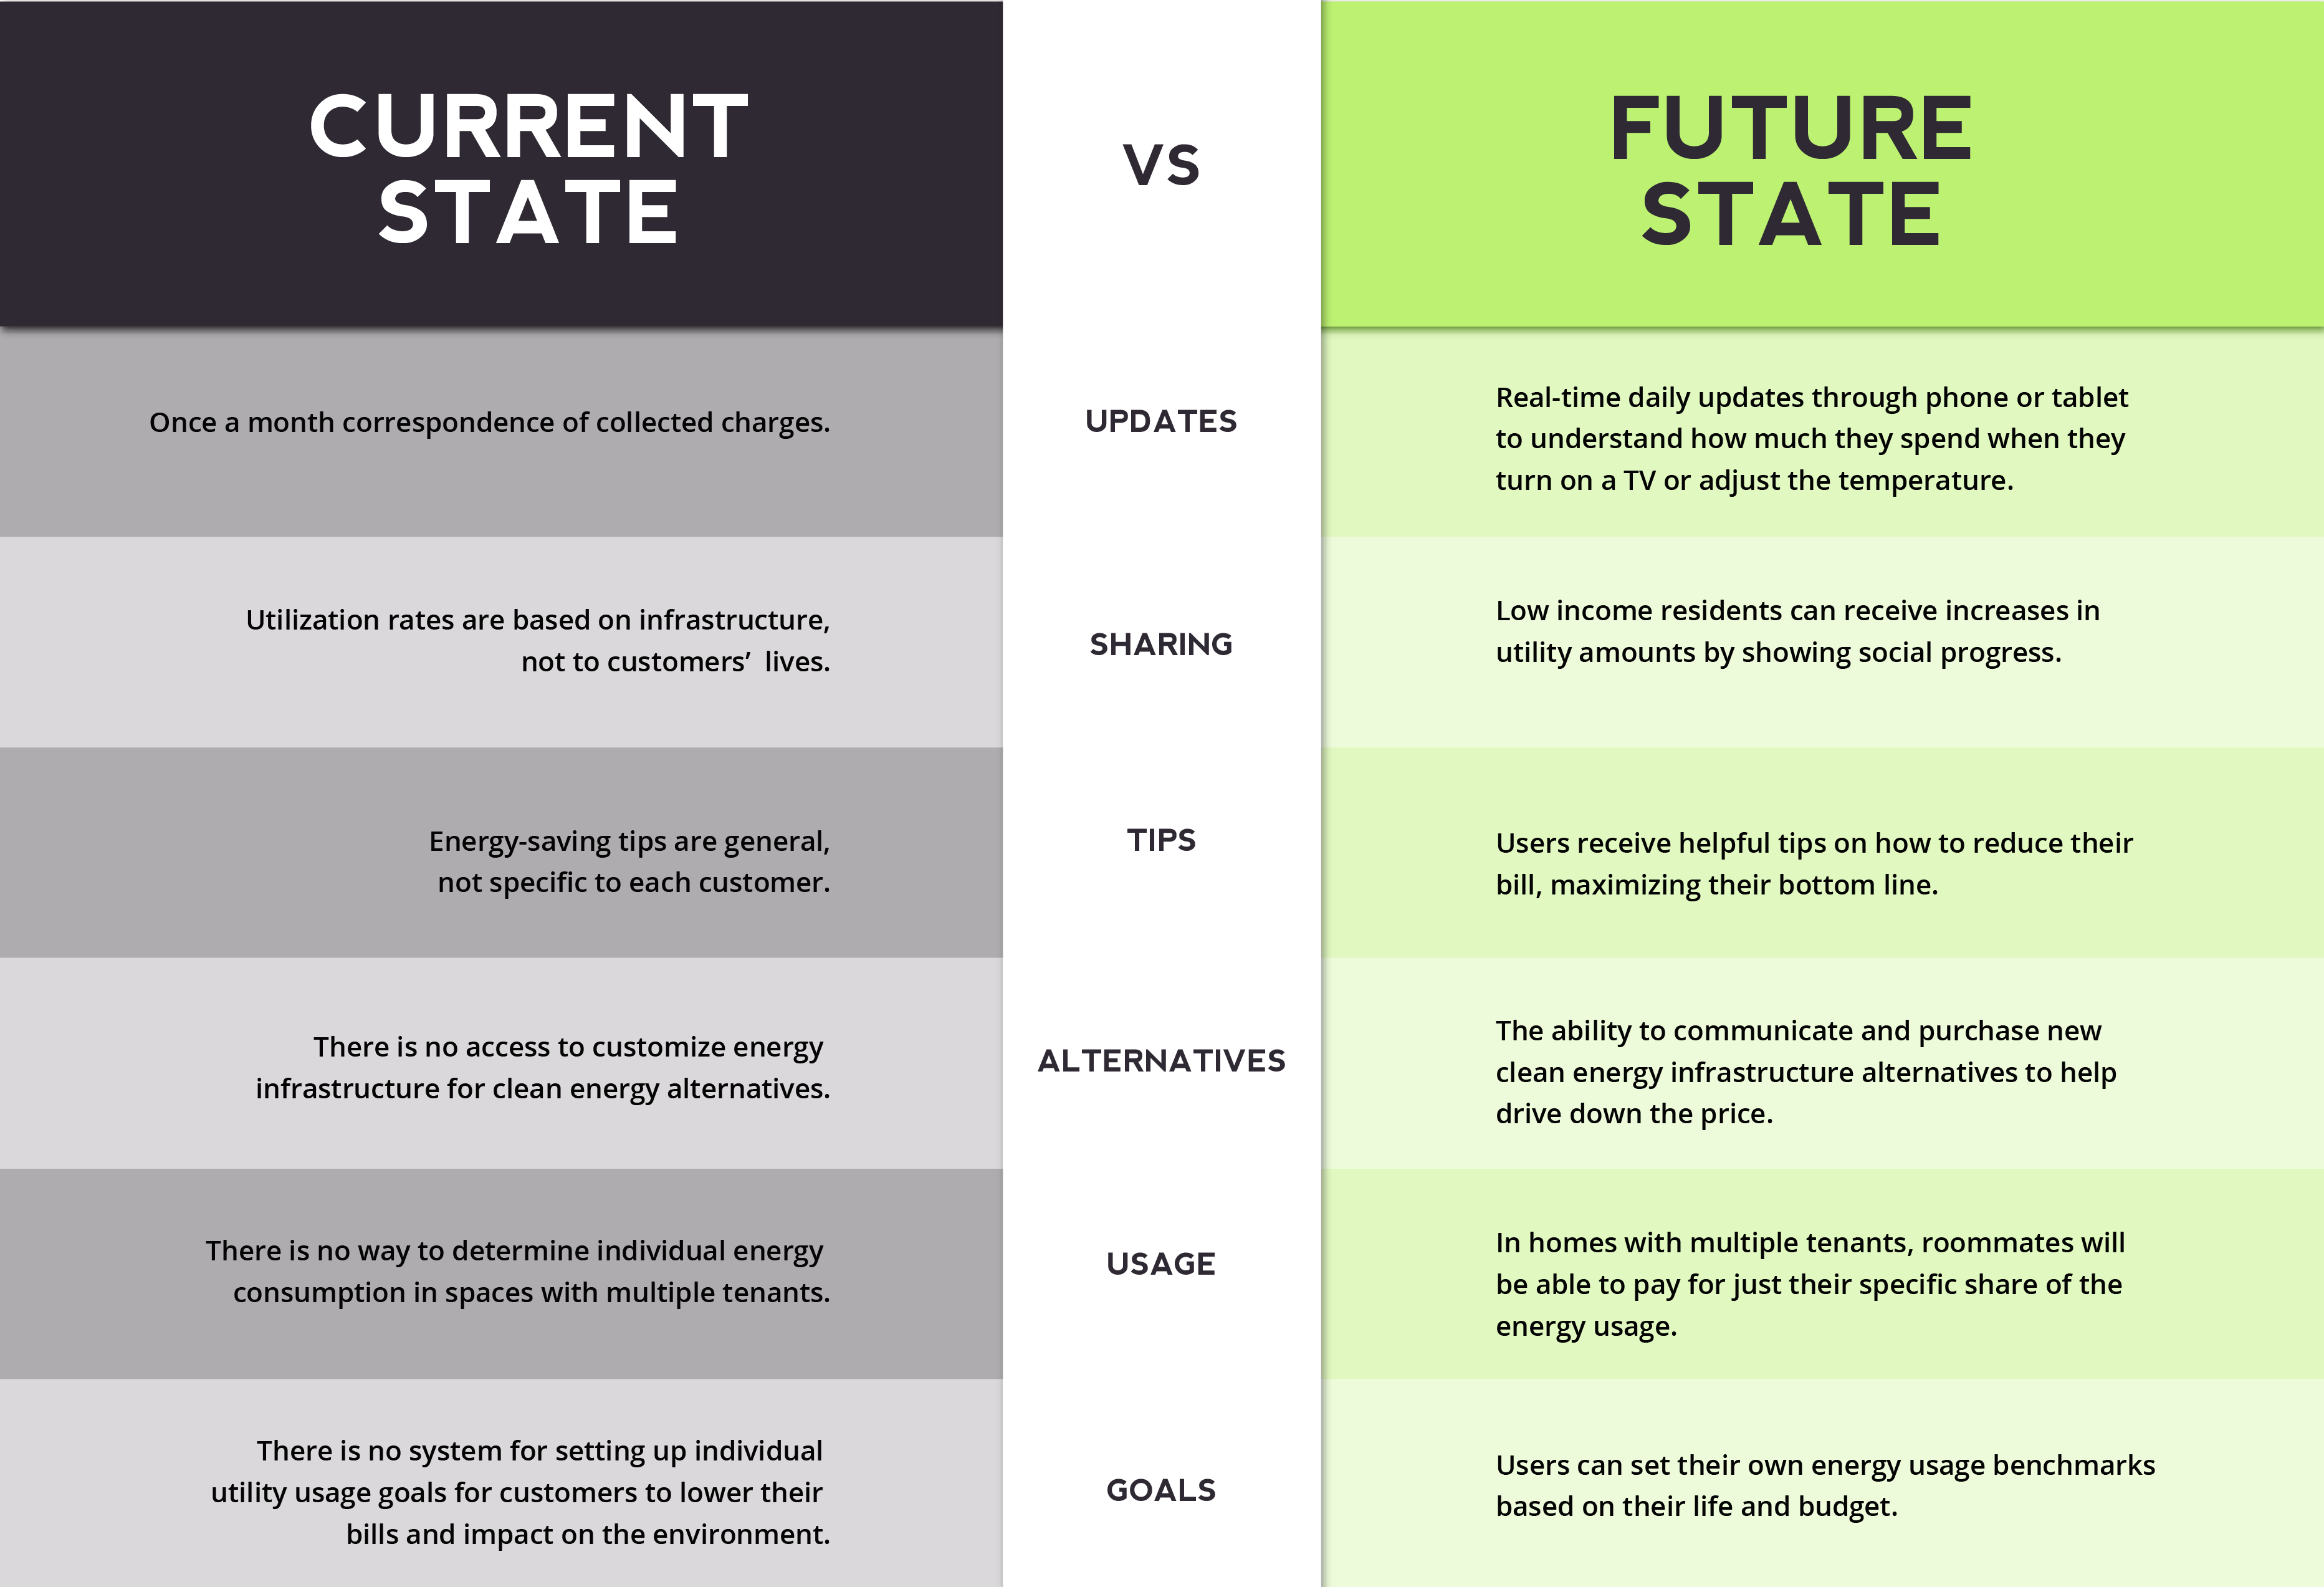 CURRENT
STATE
VS
FUTURE
STATE
Once a month correspondence of collected charges.
UPDATES
Real-time daily updates through phone or tablet
to understand how much they spend when they
turn on a TV or adjust the temperature.
Utilization rates are based on infrastructure,
not to customers’  lives.
SHARING
Low income residents can receive increases in
utility amounts by showing social progress.
Energy-saving tips are general,
not specific to each customer.
TIPS
Users receive helpful tips on how to reduce their
bill, maximizing their bottom line.
There is no access to customize energy
infrastructure for clean energy alternatives.
ALTERNATIVES
The ability to communicate and purchase new
clean energy infrastructure alternatives to help
drive down the price.
There is no way to determine individual energy
consumption in spaces with multiple tenants.
USAGE
In homes with multiple tenants, roommates will
be able to pay for just their specific share of the
energy usage.
There is no system for setting up individual
utility usage goals for customers to lower their
bills and impact on the environment.
GOALS
Users can set their own energy usage benchmarks
based on their life and budget.